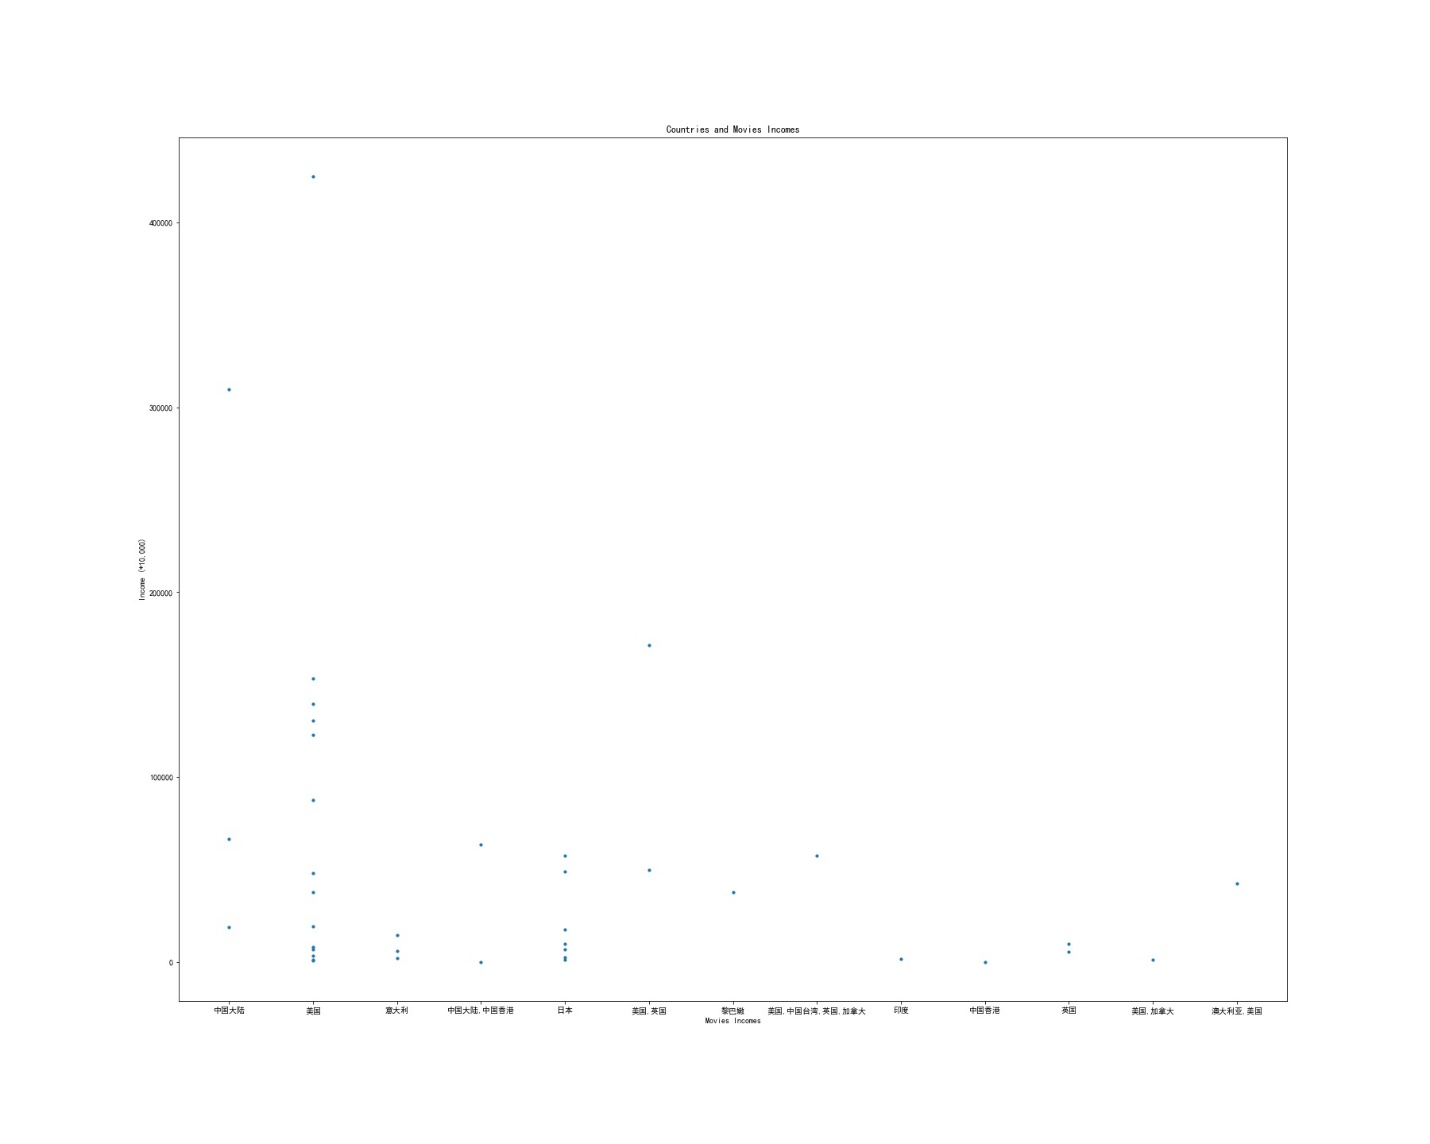 Countries and Movies Incomes
400000
300000
200000
100000
0
Income (*10,000)
中国大陆 美国 意大利 中国大陆,中国香港 日本 美国,英国 黎巴嫩 美国,中国台湾,英国,加拿大 印度 中国香港 英国 美国,加拿大 澳大利亚,美国
Movies Incomes